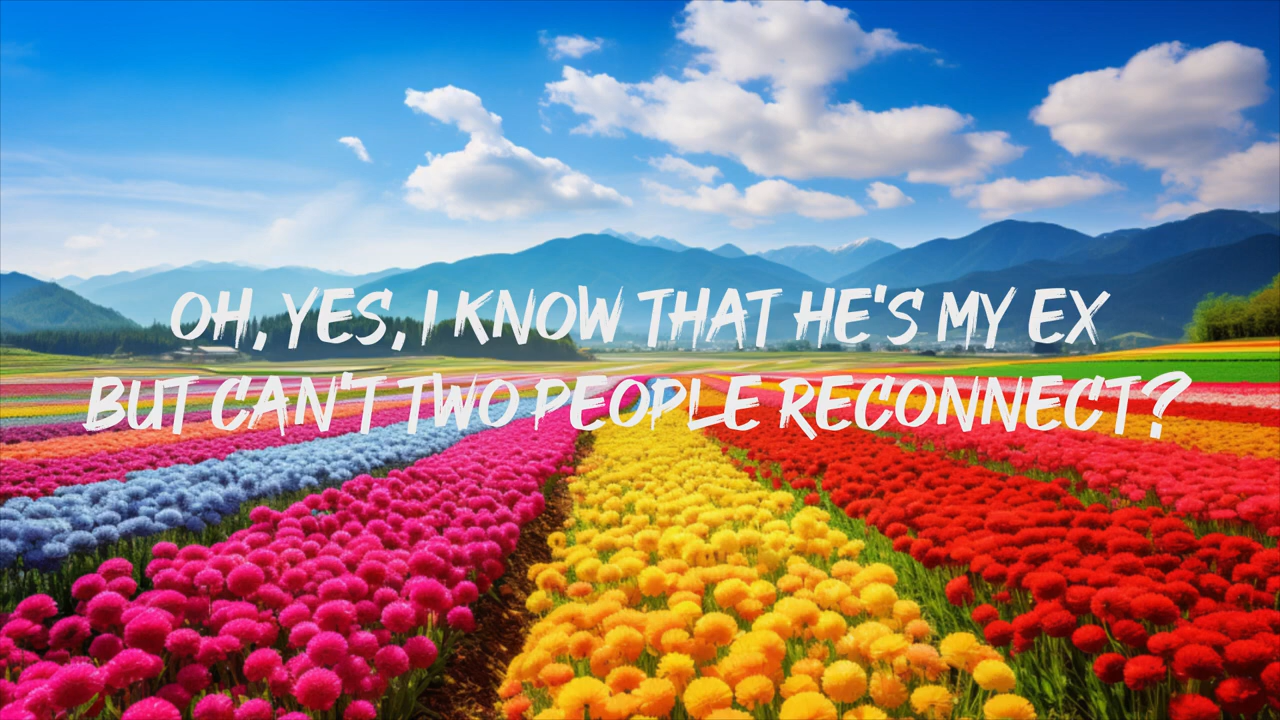 OH, YES, I KNOW THAT HE'S MY EX
BUT CAN'T TWO PEOPLE RECONNECT?